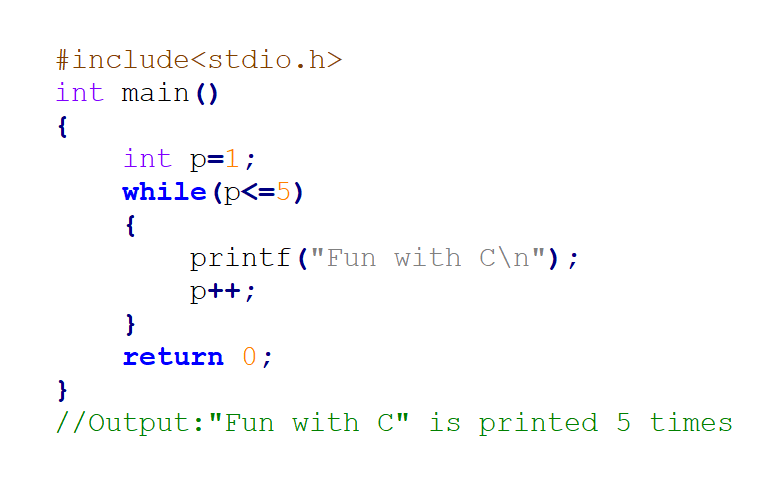 #include<stdio.h>
int main()
{
    int p=1;
    while(p<=5)
    {
        printf("Fun with C\n");
        p++;
    }
    return 0;
}
//Output:"Fun with C" is printed 5 times